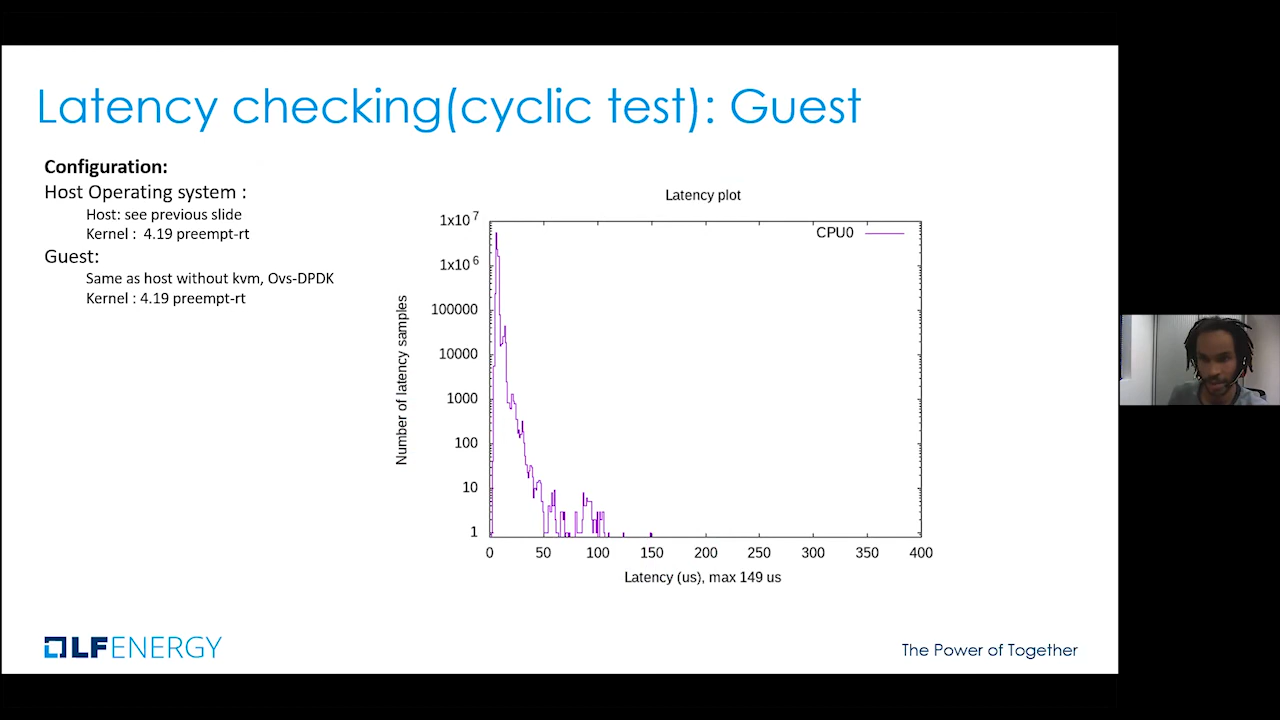 Latency checking(cyclic test): Guest
Configuration:
Host Operating system :
Host: see previous slide
Kernel : 4.19 preempt-rt
Guest:
Same as host without kvm, Ovs-DPDK
Kernel : 4.19 preempt-rt
Latency plot
CPU0
Number of latency samples
1x10^7
1x10^6
100000
10000
1000
100
10
1
0 50 100 150 200 250 300 350 400
Latency (us), max 149 us
LFENERGY
The Power of Together